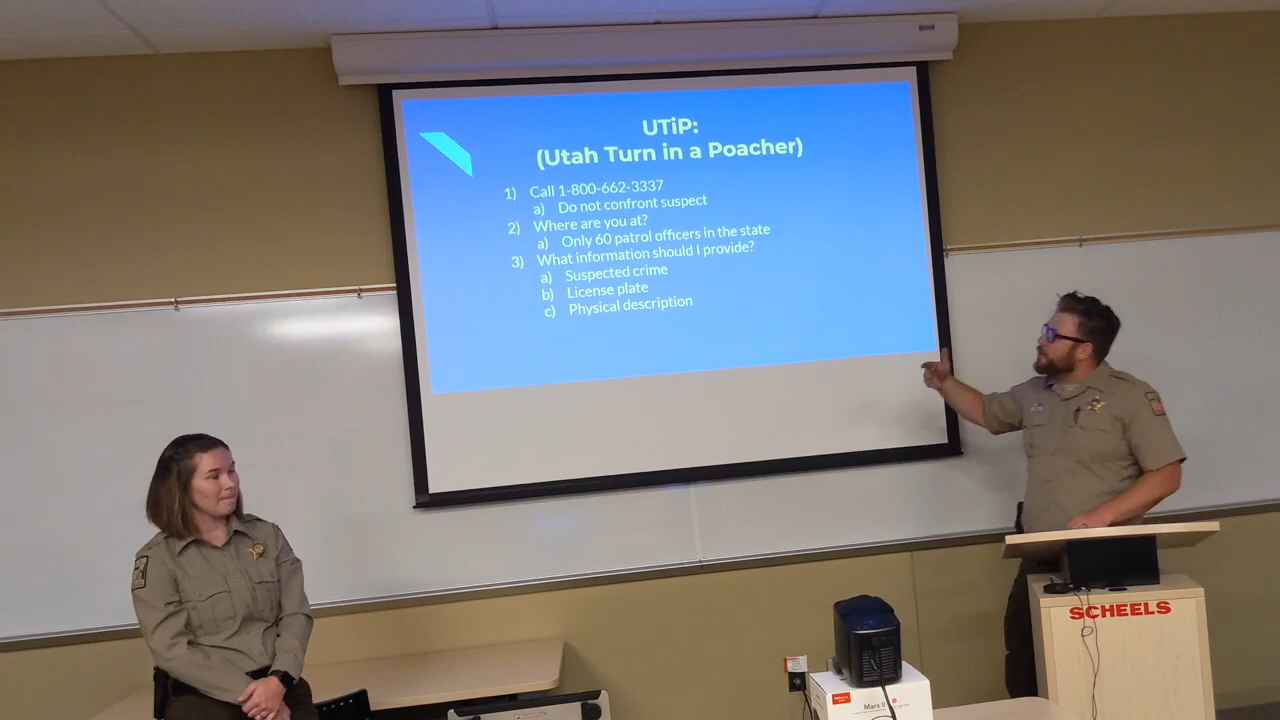 UTiP:
(Utah Turn in a Poacher)
1) Call 1-800-662-3337
a) Do not confront suspect
2) Where are you at?
a) Only 60 patrol officers in the state
3) What information should I provide?
a) Suspected crime
b) License plate
c) Physical description
SCHEELS
Mars II